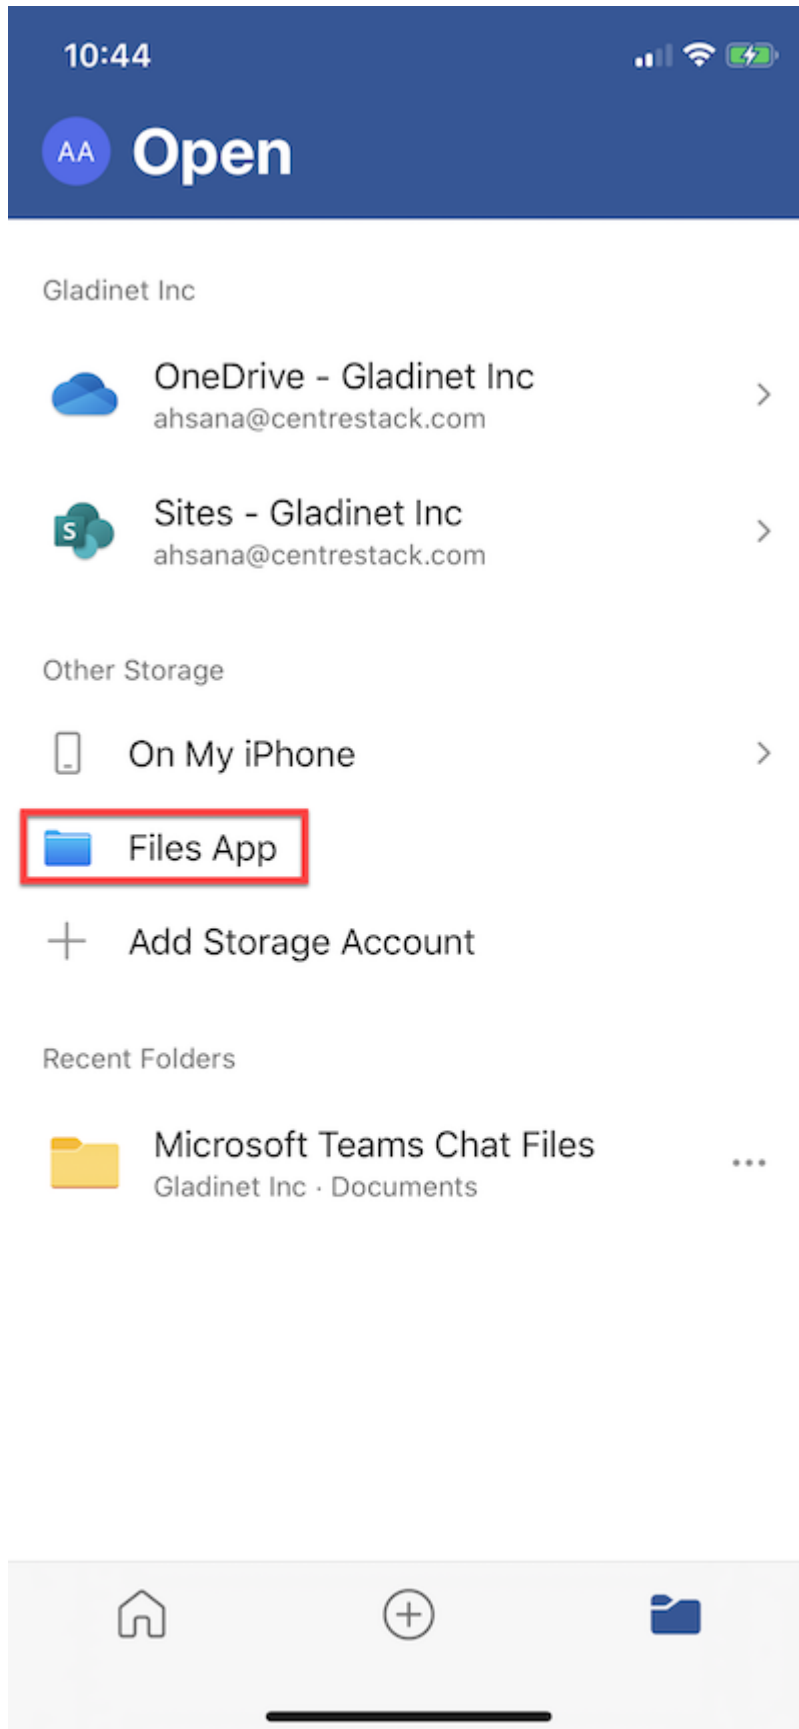 10:44
AA Open
Gladinet Inc
OneDrive - Gladinet Inc
ahsana@centrestack.com
S
Sites - Gladinet Inc
ahsana@centrestack.com
Other Storage
On My iPhone
Files App
Add Storage Account
Recent Folders
Microsoft Teams Chat Files
Gladinet Inc · Documents